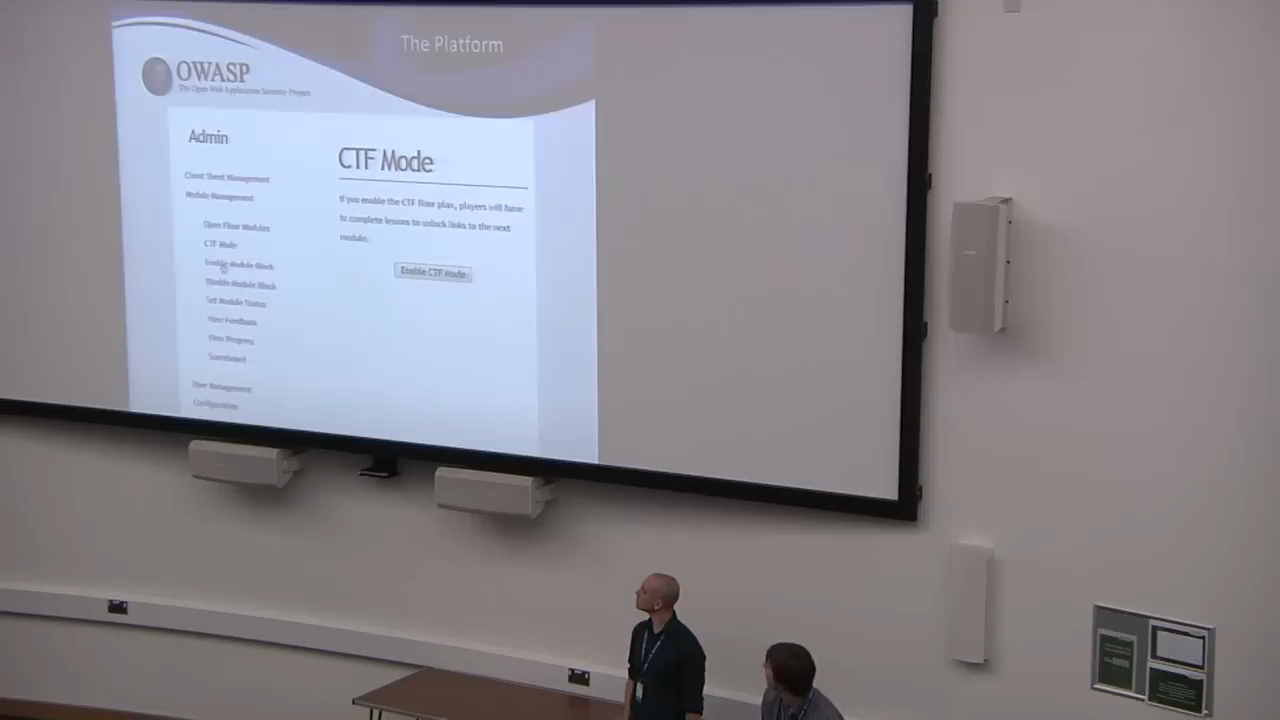 The Platform
OWASP
The Open Web Application Security Project
Admin
Cheat Sheet Management
Module Management
Open Floor Modules
CTF Mode
Enable Module Block
Disable Module Block
Set Module Status
View Feedback
View Progress
Scoreboard
User Management
Configuration
CTF Mode
If you enable the CTF floor plan, players will have
to complete lessons to unlock links to the next
module.
Enable CTF Mode